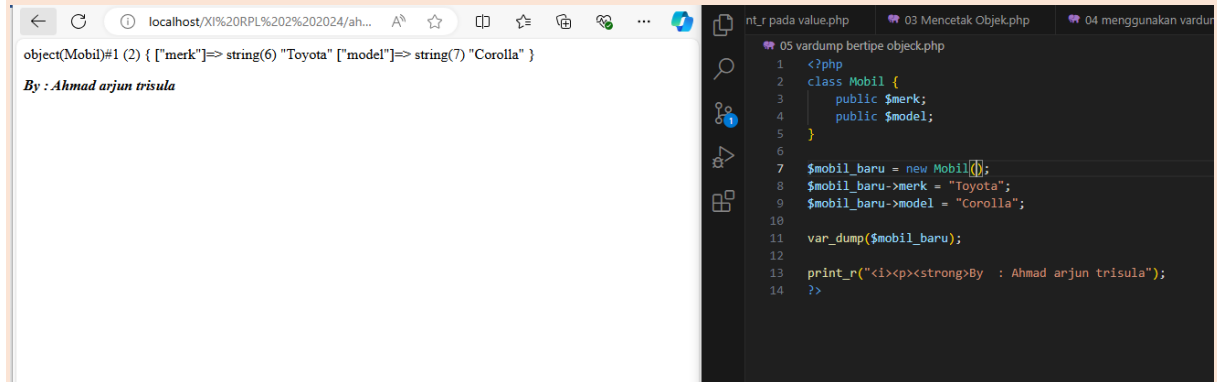 localhost/XI%20RPL%202%202024/ah...
object(Mobil)#1 (2) { ["merk"]=> string(6) "Toyota" ["model"]=> string(7) "Corolla" }
By : Ahmad arjun trisula
nt_r pada value.php 03 Mencetak Objek.php 04 menggunakan vardun
05 vardump bertipe objeck.php
1 <?php
2 class Mobil {
3 public $merk;
4 public $model;
5 }
6
7 $mobil_baru = new Mobil();
8 $mobil_baru->merk = "Toyota";
9 $mobil_baru->model = "Corolla";
10
11 var_dump($mobil_baru);
12
13 print_r("<i><p><strong>By  : Ahmad arjun trisula");
14 ?>
1